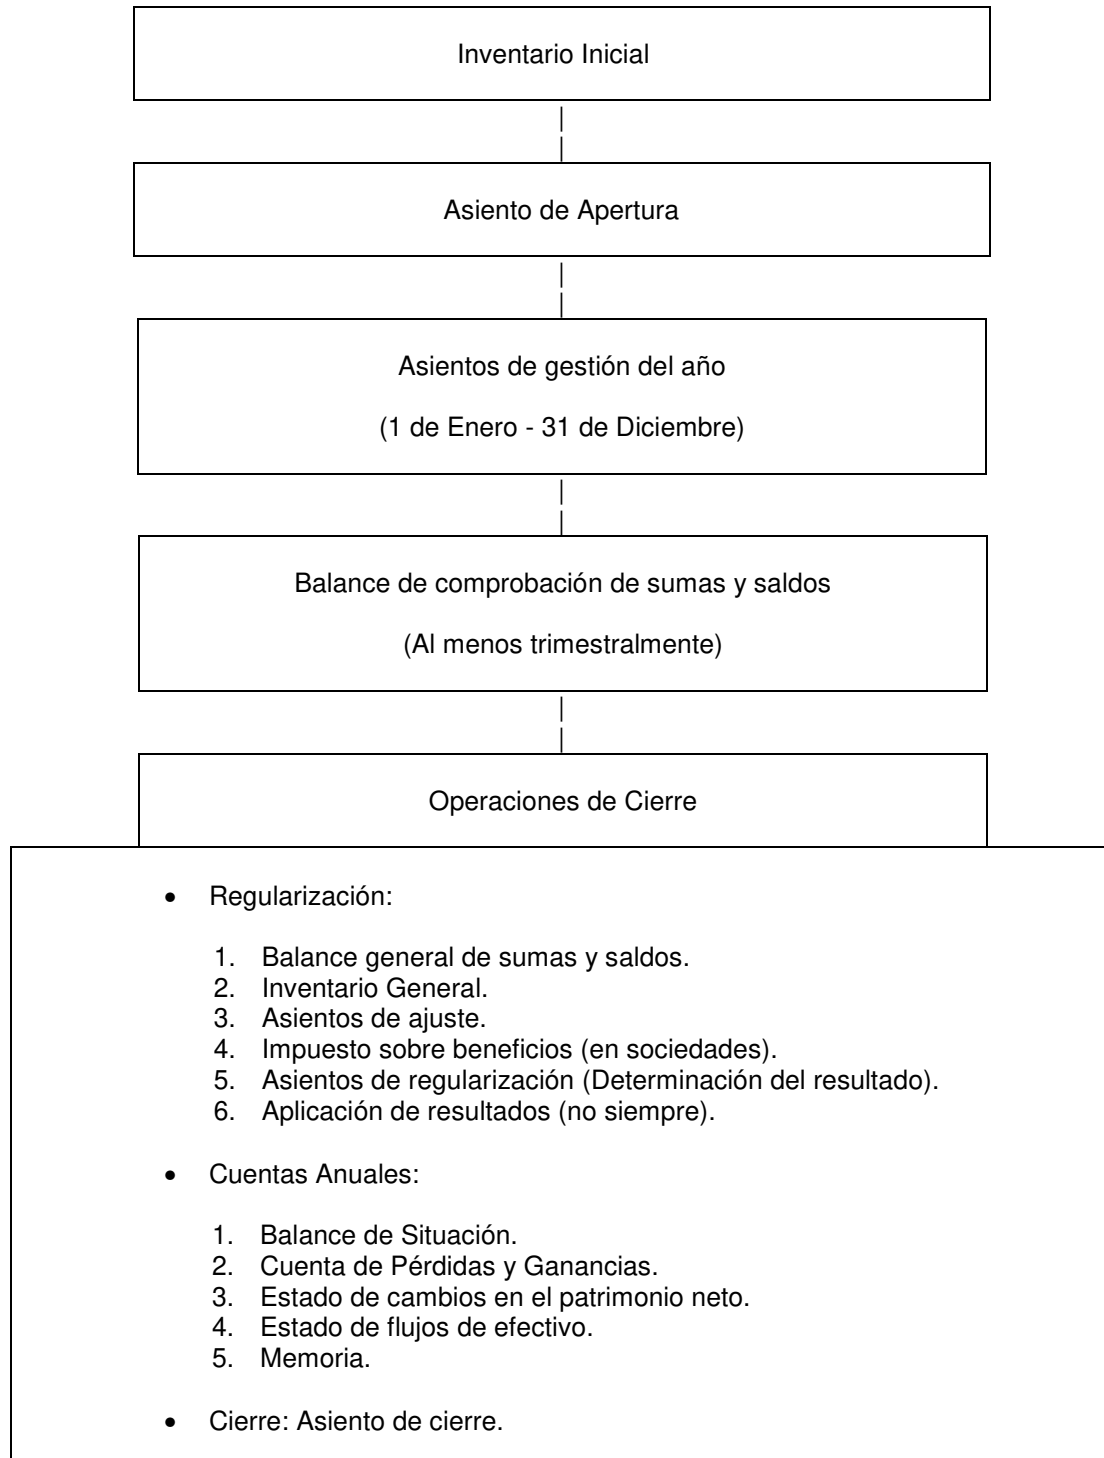 Inventario Inicial
Asiento de Apertura
Asientos de gestión del año
(1 de Enero - 31 de Diciembre)
Balance de comprobación de sumas y saldos
(Al menos trimestralmente)
Operaciones de Cierre
• Regularización:
1. Balance general de sumas y saldos.
2. Inventario General.
3. Asientos de ajuste.
4. Impuesto sobre beneficios (en sociedades).
5. Asientos de regularización (Determinación del resultado).
6. Aplicación de resultados (no siempre).
• Cuentas Anuales:
1. Balance de Situación.
2. Cuenta de Pérdidas y Ganancias.
3. Estado de cambios en el patrimonio neto.
4. Estado de flujos de efectivo.
5. Memoria.
• Cierre: Asiento de cierre.